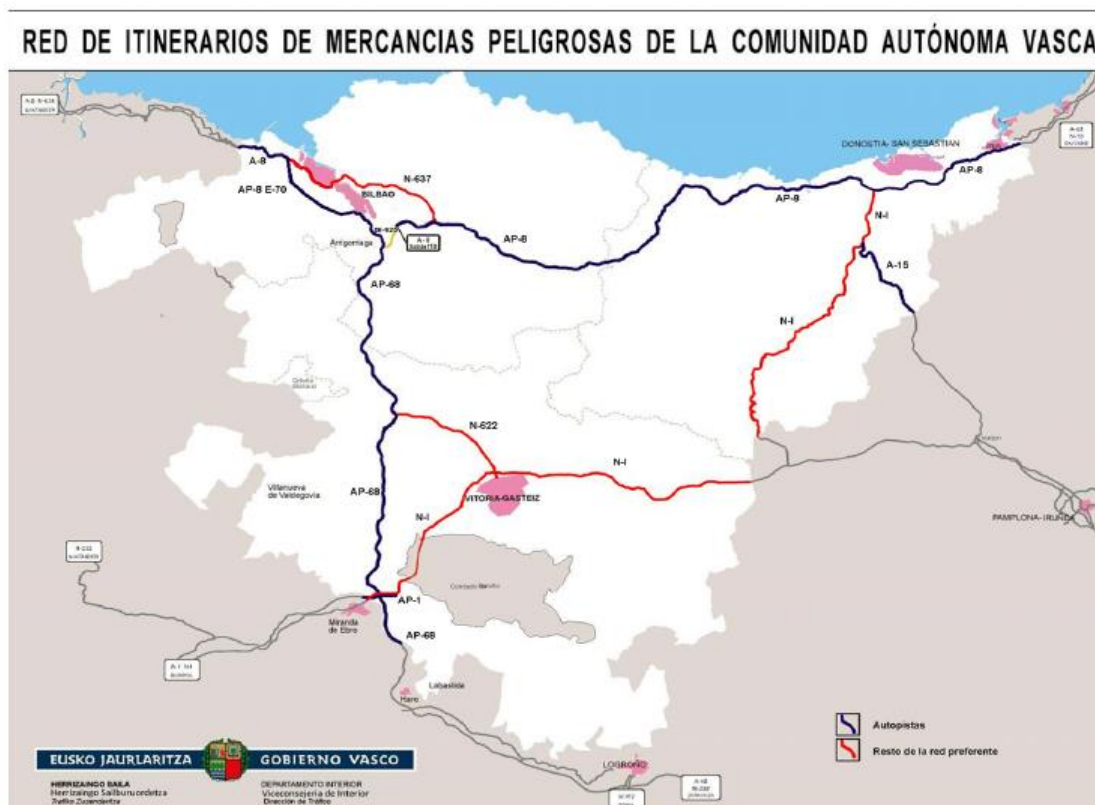 RED DE ITINERARIOS DE MERCANCIAS PELIGROSAS DE LA COMUNIDAD AUTÓNOMA VASCA
DONOSTIA- SAN SEBASTIAN
A-8
N-637
AP-8
AP-8 E-70
BILBAO
AP-8
N-I
Arrigorriaga
AP-8
A-15
AP-68
N-I
N-622
N-I
AP-68
VITORIA-GASTEIZ
Villanueva
de Valdegovia
N-I
PAMPLONA-IRUÑEA
AP-1
Miranda
de Ebro
AP-68
Labastida
Haro
Autopistas
Resto de la red preferente
LOGROÑO
EUSKO JAURLARITZA
GOBIERNO VASCO
HERRIZAINGO SAILA
Herrizaingo Sailburuordetza
Trafiko Zuzendaritza
DEPARTAMENTO INTERIOR
Viceconsejería de Interior
Dirección de Tráfico